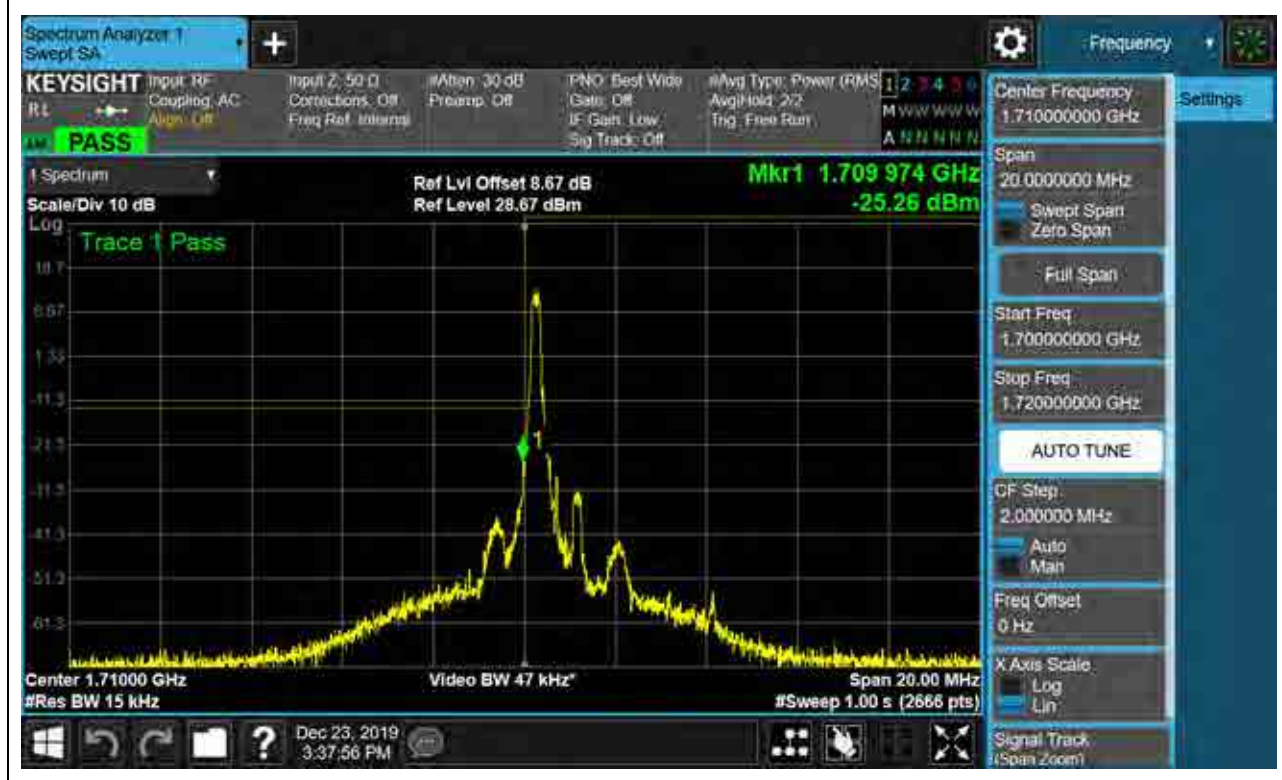 Spectrum Analyzer 1
Swept SA
+
Frequency
KEYSIGHT
Input: RF
Coupling: AC
Align: Off
Input Z: 50 Ω
Corrections: Off
Freq Ref: Internal
#Atten: 30 dB
Preamp: Off
PNO: Best Wide
Gate: Off
IF Gain: Low
Sig Track: Off
#Avg Type: Power (RMS
Avg|Hold: 2/2
Trig: Free Run
1 2 3 4 5 6
M W W W W W
A N N N N N
PASS
Center Frequency
1.710000000 GHz
Settings
1 Spectrum
Scale/Div 10 dB
Ref Lvl Offset 8.67 dB
Ref Level 28.67 dBm
Mkr1 1.709 974 GHz
-25.26 dBm
Span
20.0000000 MHz
Swept Span
Zero Span
Log
Trace 1 Pass
18.7
8.67
-1.33
-11.3
-21.3
-31.3
-41.3
-51.3
-61.3
1
Full Span
Start Freq
1.700000000 GHz
Stop Freq
1.720000000 GHz
AUTO TUNE
CF Step
2.000000 MHz
Auto
Man
Freq Offset
0 Hz
X Axis Scale
Log
Lin
Signal Track
(Span Zoom)
Center 1.71000 GHz
#Res BW 15 kHz
Video BW 47 kHz*
Span 20.00 MHz
#Sweep 1.00 s (2666 pts)
?
Dec 23, 2019
3:37:56 PM